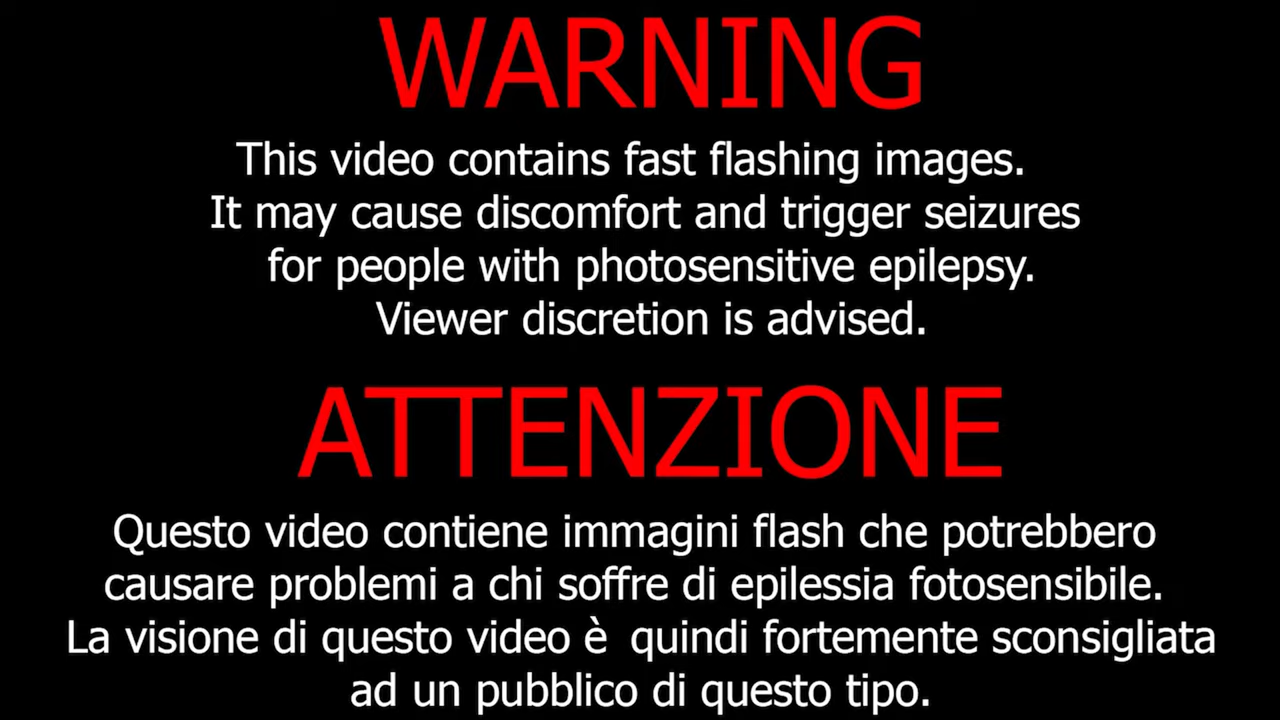 WARNING
This video contains fast flashing images.
It may cause discomfort and trigger seizures
for people with photosensitive epilepsy.
Viewer discretion is advised.
ATTENZIONE
Questo video contiene immagini flash che potrebbero
causare problemi a chi soffre di epilessia fotosensibile.
La visione di questo video è quindi fortemente sconsigliata
ad un pubblico di questo tipo.